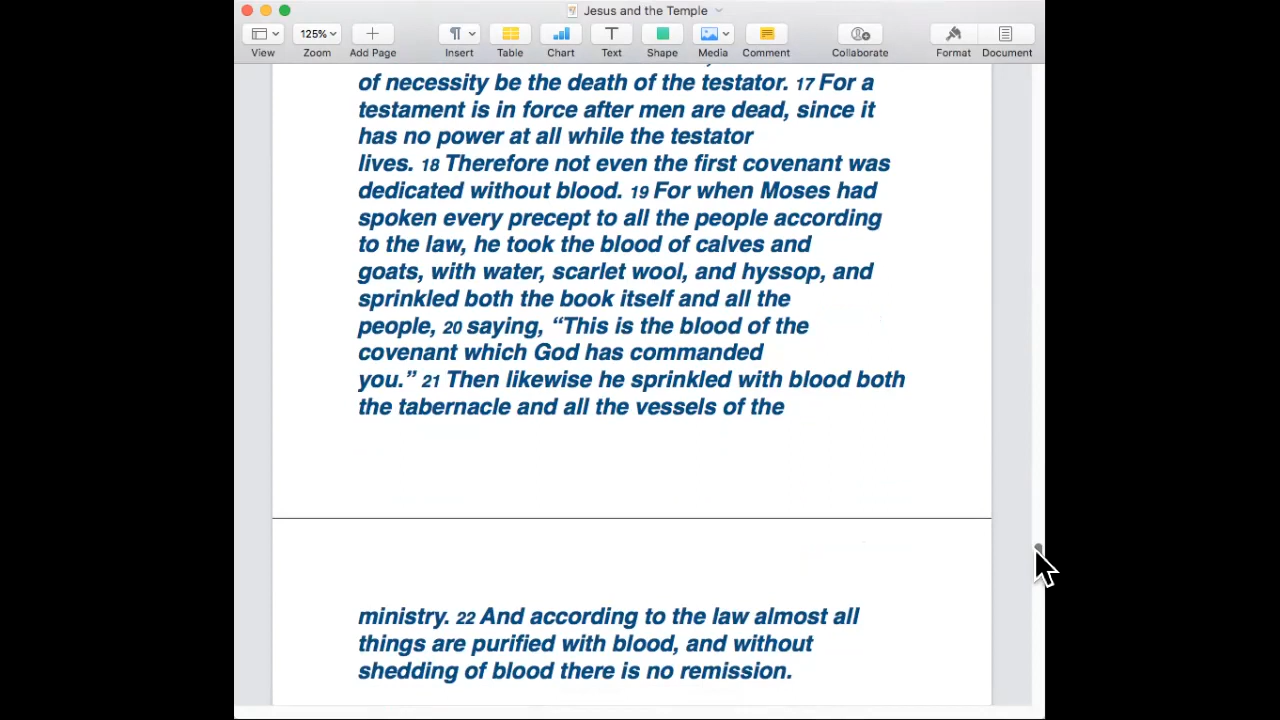 Jesus and the Temple
125%
View
Zoom
Add Page
Insert
Table
Chart
Text
Shape
Media
Comment
Collaborate
Format
Document
of necessity be the death of the testator. 17 For a
testament is in force after men are dead, since it
has no power at all while the testator
lives. 18 Therefore not even the first covenant was
dedicated without blood. 19 For when Moses had
spoken every precept to all the people according
to the law, he took the blood of calves and
goats, with water, scarlet wool, and hyssop, and
sprinkled both the book itself and all the
people, 20 saying, “This is the blood of the
covenant which God has commanded
you.” 21 Then likewise he sprinkled with blood both
the tabernacle and all the vessels of the
ministry. 22 And according to the law almost all
things are purified with blood, and without
shedding of blood there is no remission.